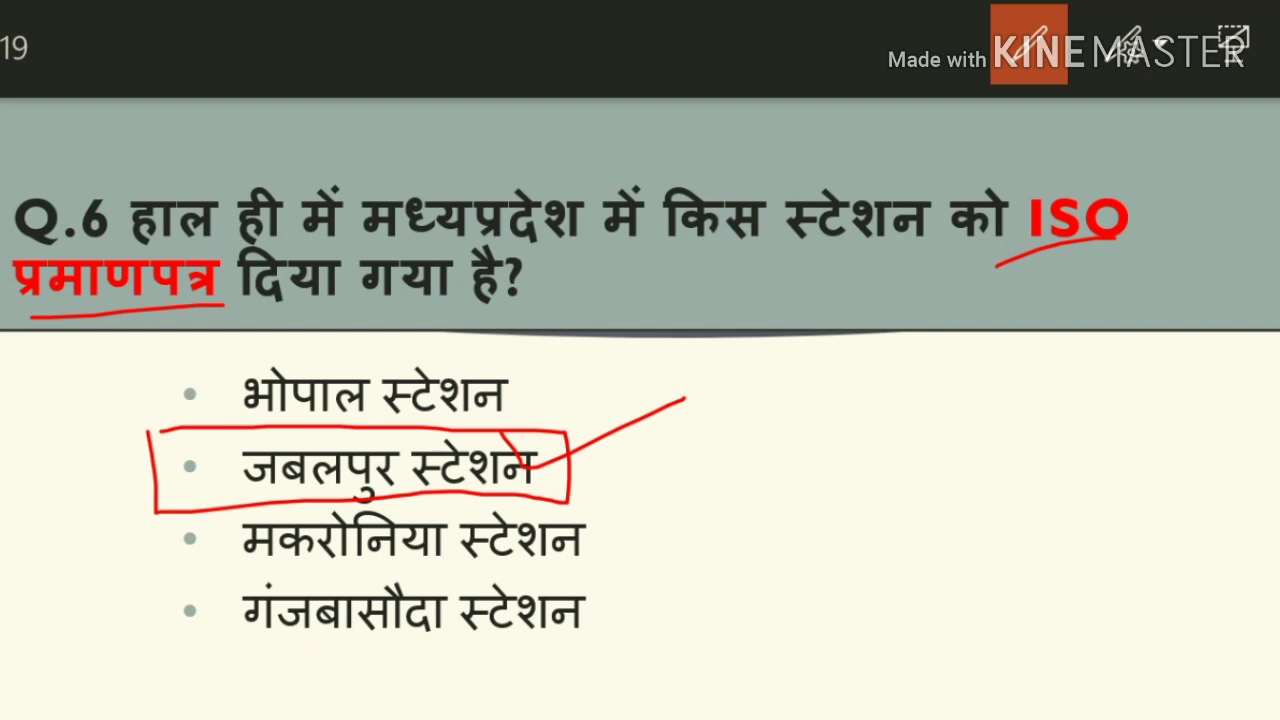 19
Made with KINEMASTER
Q.6 हाल ही में मध्यप्रदेश में किस स्टेशन को ISO
प्रमाणपत्र दिया गया है?
• भोपाल स्टेशन
• जबलपुर स्टेशन
• मकरोनिया स्टेशन
• गंजबासौदा स्टेशन